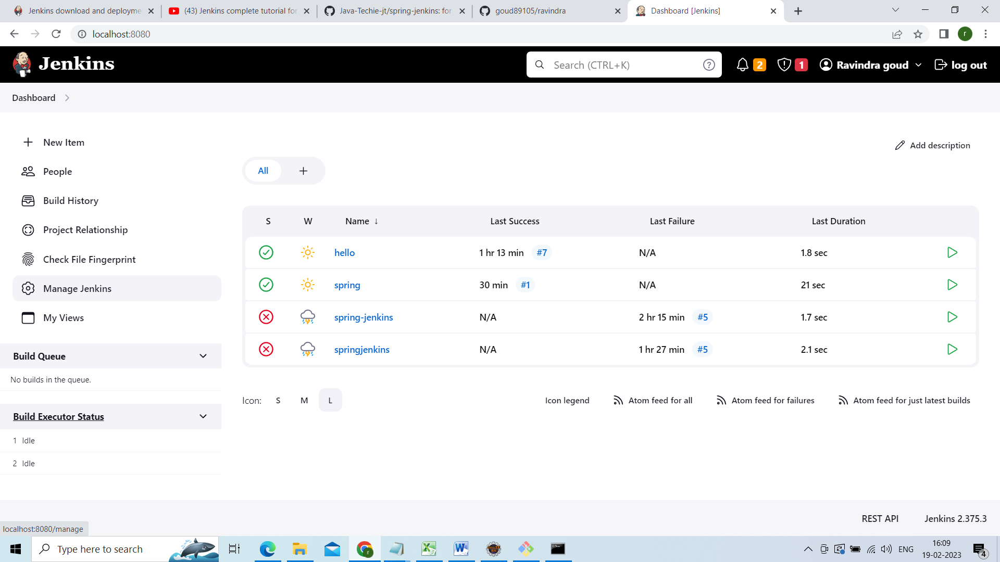 Jenkins download and deployme
(43) Jenkins complete tutorial for
Java-Techie-jt/spring-jenkins: for
goud89105/ravindra
Dashboard [Jenkins]
localhost:8080
r
Jenkins
Search (CTRL+K)
2
1
Ravindra goud
log out
Dashboard
New Item
People
Build History
Project Relationship
Check File Fingerprint
Manage Jenkins
My Views
Build Queue
No builds in the queue.
Build Executor Status
1 Idle
2 Idle
Add description
All
S W Name ↓ Last Success Last Failure Last Duration
hello 1 hr 13 min #7 N/A 1.8 sec
spring 30 min #1 N/A 21 sec
spring-jenkins N/A 2 hr 15 min #5 1.7 sec
springjenkins N/A 1 hr 27 min #5 2.1 sec
Icon: S M L
Icon legend
Atom feed for all
Atom feed for failures
Atom feed for just latest builds
REST API
Jenkins 2.375.3
localhost:8080/manage
Type here to search
ENG
16:09
19-02-2023
4